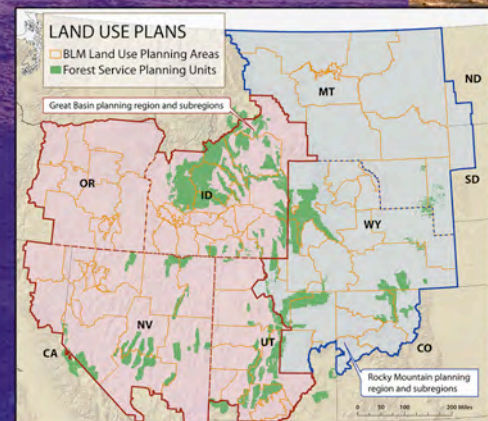 LAND USE PLANS
BLM Land Use Planning Areas
Forest Service Planning Units
Great Basin planning region and subregions
MT
ND
OR
ID
SD
WY
NV
UT
CA
CO
Rocky Mountain planning
region and subregions
0 50 100 200 Miles